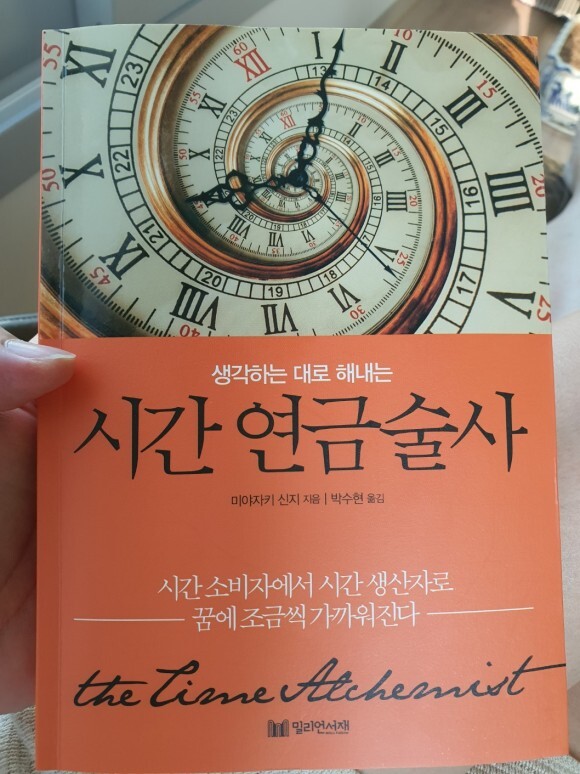 생각하는 대로 해내는
시간 연금술사
미야자키 신지 지음 | 박수현 옮김
시간 소비자에서 시간 생산자로
꿈에 조금씩 가까워진다
the Time Alchemist
밀리언서재